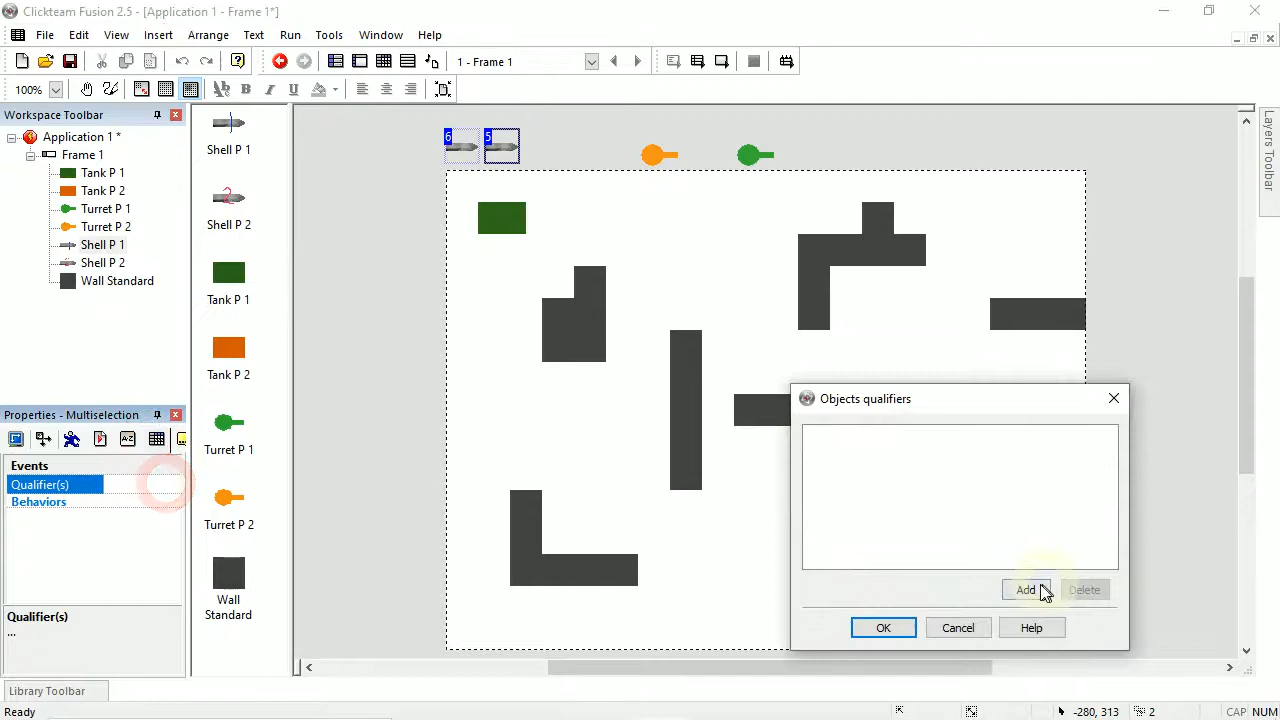 Clickteam Fusion 2.5 - [Application 1 - Frame 1*]
File Edit View Insert Arrange Text Run Tools Window Help
1 - Frame 1
100%
B I U
Workspace Toolbar
Application 1 *
Frame 1
Tank P 1
Tank P 2
Turret P 1
Turret P 2
Shell P 1
Shell P 2
Wall Standard
Properties - Multiselection
Events
Qualifier(s)
Behaviors
Qualifier(s)
...
Library Toolbar
Shell P 1
Shell P 2
Tank P 1
Tank P 2
Turret P 1
Turret P 2
Wall
Standard
6 5
Objects qualifiers
Add Delete
OK Cancel Help
Layers Toolbar
Ready
-280, 313
2
CAP NUM